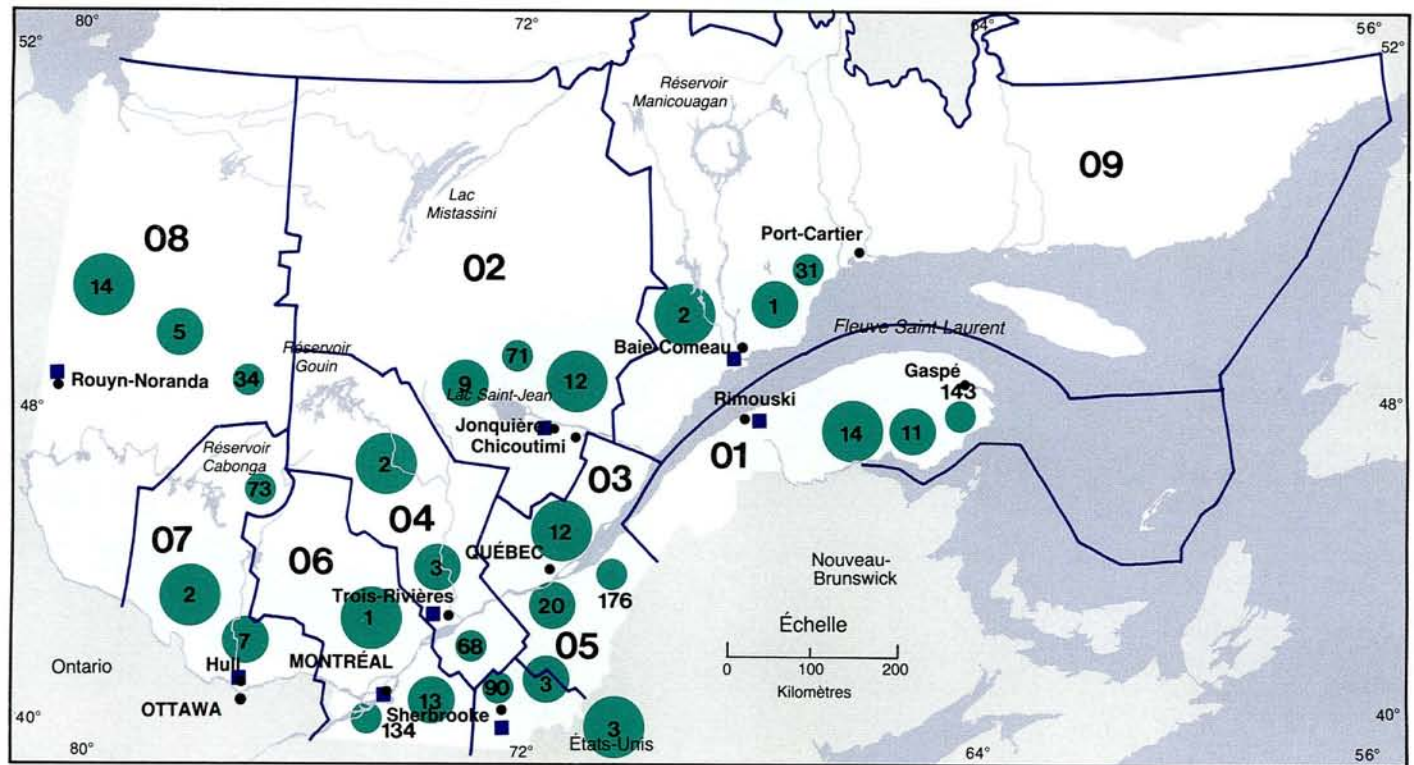 80°
72°
64°
56°
52°
52°
Réservoir
Manicouagan
09
Lac
Mistassini
08
02
Port-Cartier
31
14
1
2
5
Fleuve Saint-Laurent
Réservoir
Gouin
71
Baie-Comeau
Rouyn-Noranda
34
9
12
Gaspé
143
Lac Saint-Jean
Rimouski
48°
48°
Jonquière
Chicoutimi
14
11
01
Réservoir
Cabonga
2
03
73
04
12
07
06
QUÉBEC
3
Nouveau-
Brunswick
2
Trois-Rivières
20
176
1
Échelle
7
68
05
Ontario
Hull
MONTRÉAL
0
100
200
Kilomètres
90
3
13
OTTAWA
Sherbrooke
134
3
40°
40°
États-Unis
80°
72°
64°
56°